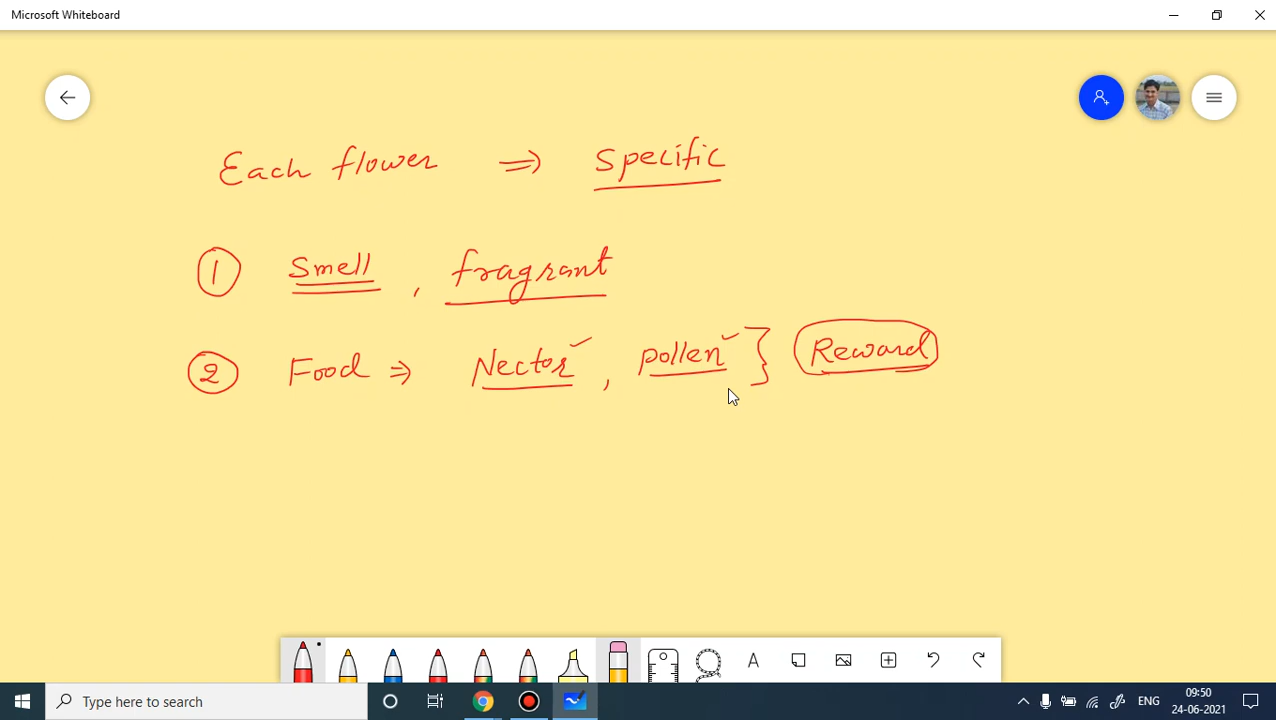 Microsoft Whiteboard
Each flower ⇒ Specific
① Smell, fragrant
② Food ⇒ Nector✓, pollen✓ } Reward
A
Type here to search
ENG
09:50
24-06-2021